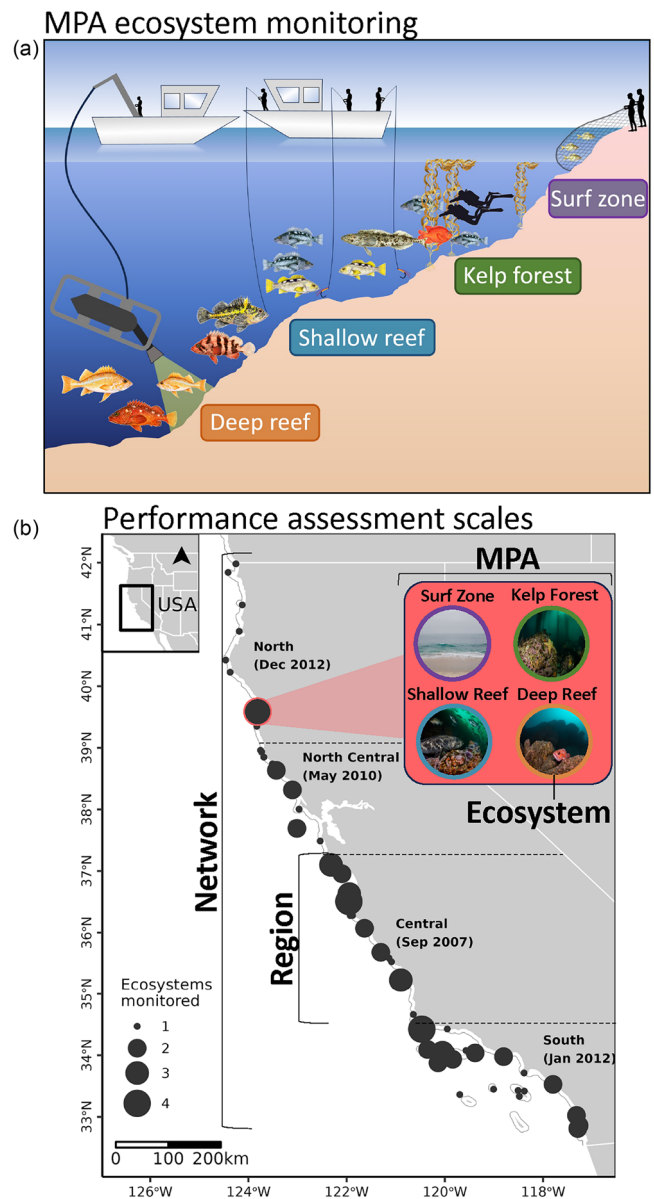 MPA ecosystem monitoring
(a)
Surf zone
Kelp forest
Shallow reef
Deep reef
(b)
Performance assessment scales
42°N
41°N
40°N
39°N
38°N
37°N
36°N
35°N
34°N
33°N
USA
MPA
Surf Zone
Kelp Forest
Shallow Reef
Deep Reef
Ecosystem
North
(Dec 2012)
North Central
(May 2010)
Network
Region
Central
(Sep 2007)
South
(Jan 2012)
Ecosystems
monitored
1
2
3
4
0 100 200km
126°W 124°W 122°W 120°W 118°W